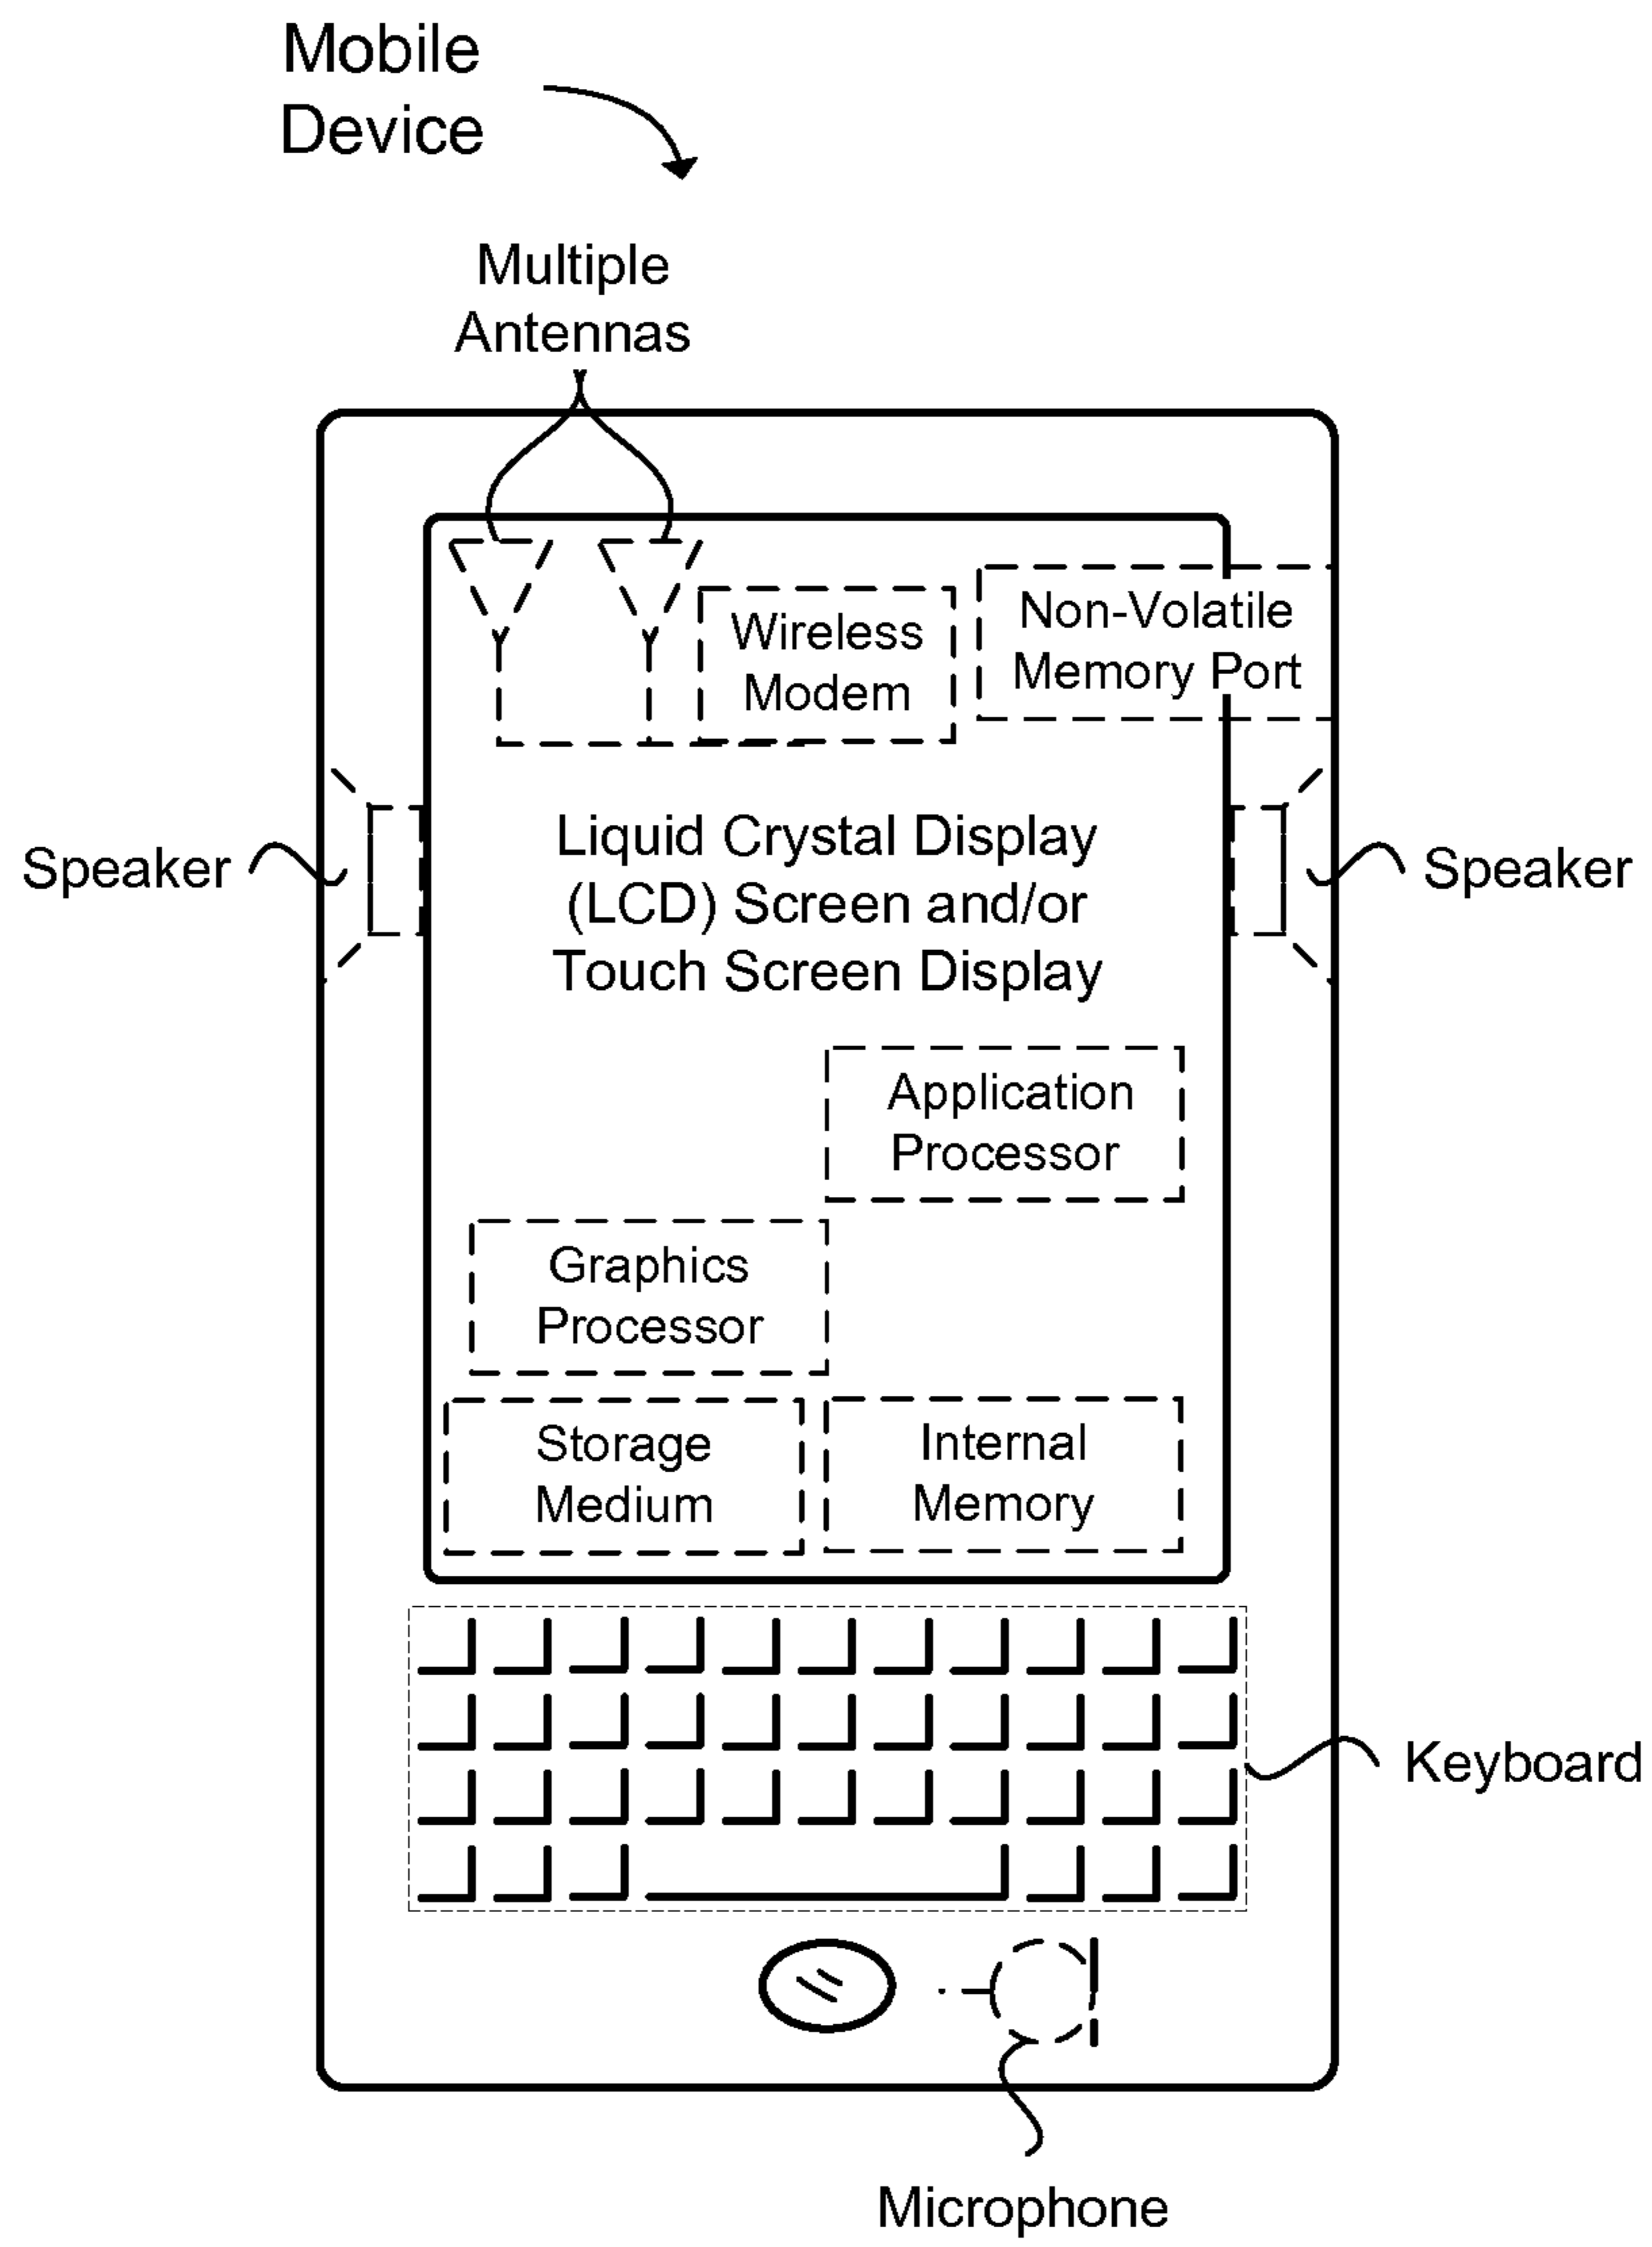 Mobile
Device
Multiple
Antennas
Wireless
Modem
Non-Volatile
Memory Port
Speaker
Liquid Crystal Display
(LCD) Screen and/or
Touch Screen Display
Speaker
Application
Processor
Graphics
Processor
Storage
Medium
Internal
Memory
Keyboard
Microphone